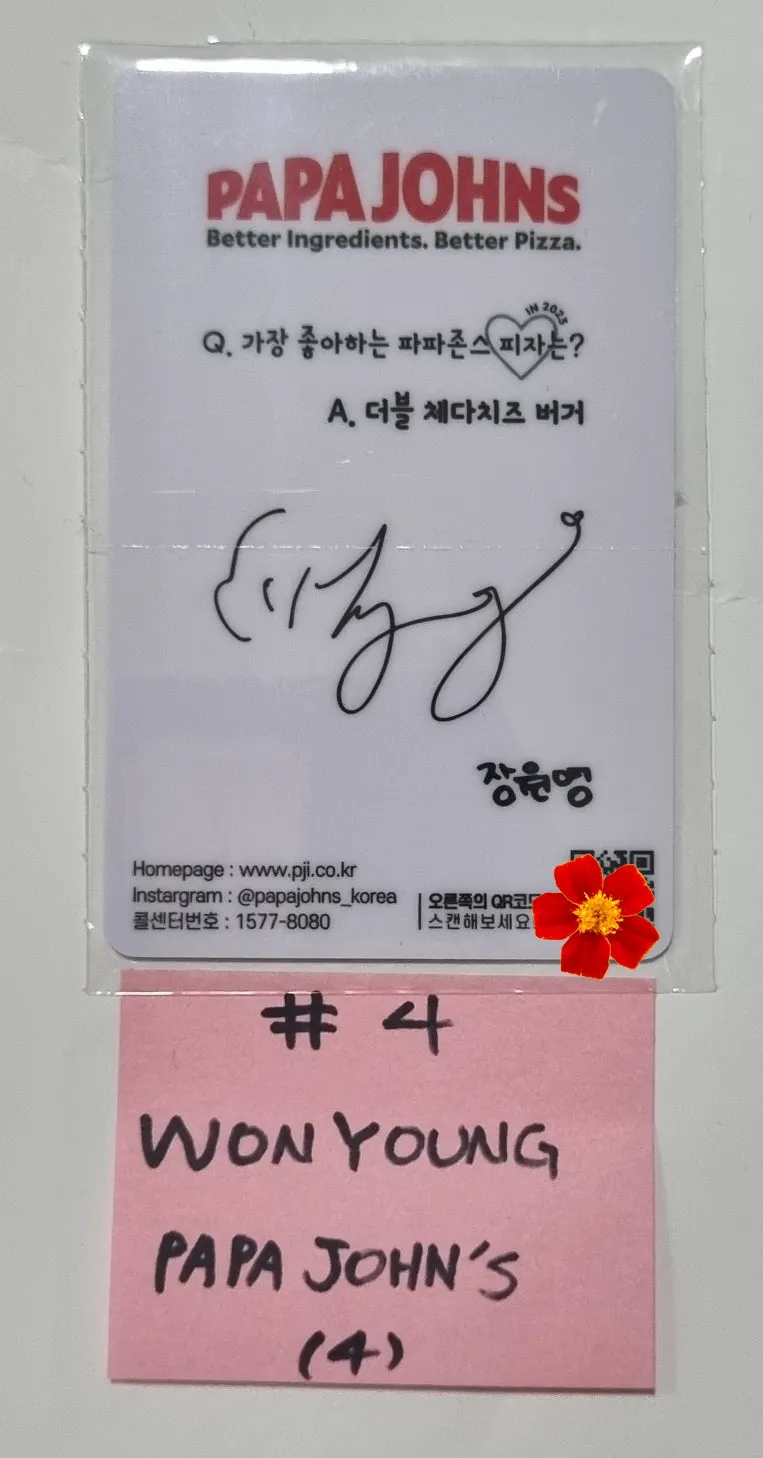 PAPA JOHNS
Better Ingredients. Better Pizza.
IN 2023
Q. 가장 좋아하는 파파존스 피자는?
A. 더블 체다치즈 버거
장원영
Homepage : www.pji.co.kr
Instargram : @papajohns_korea
콜센터번호 : 1577-8080
오른쪽의 QR코드
스캔해보세요
# 4
WONYOUNG
PAPA JOHN'S
(4)